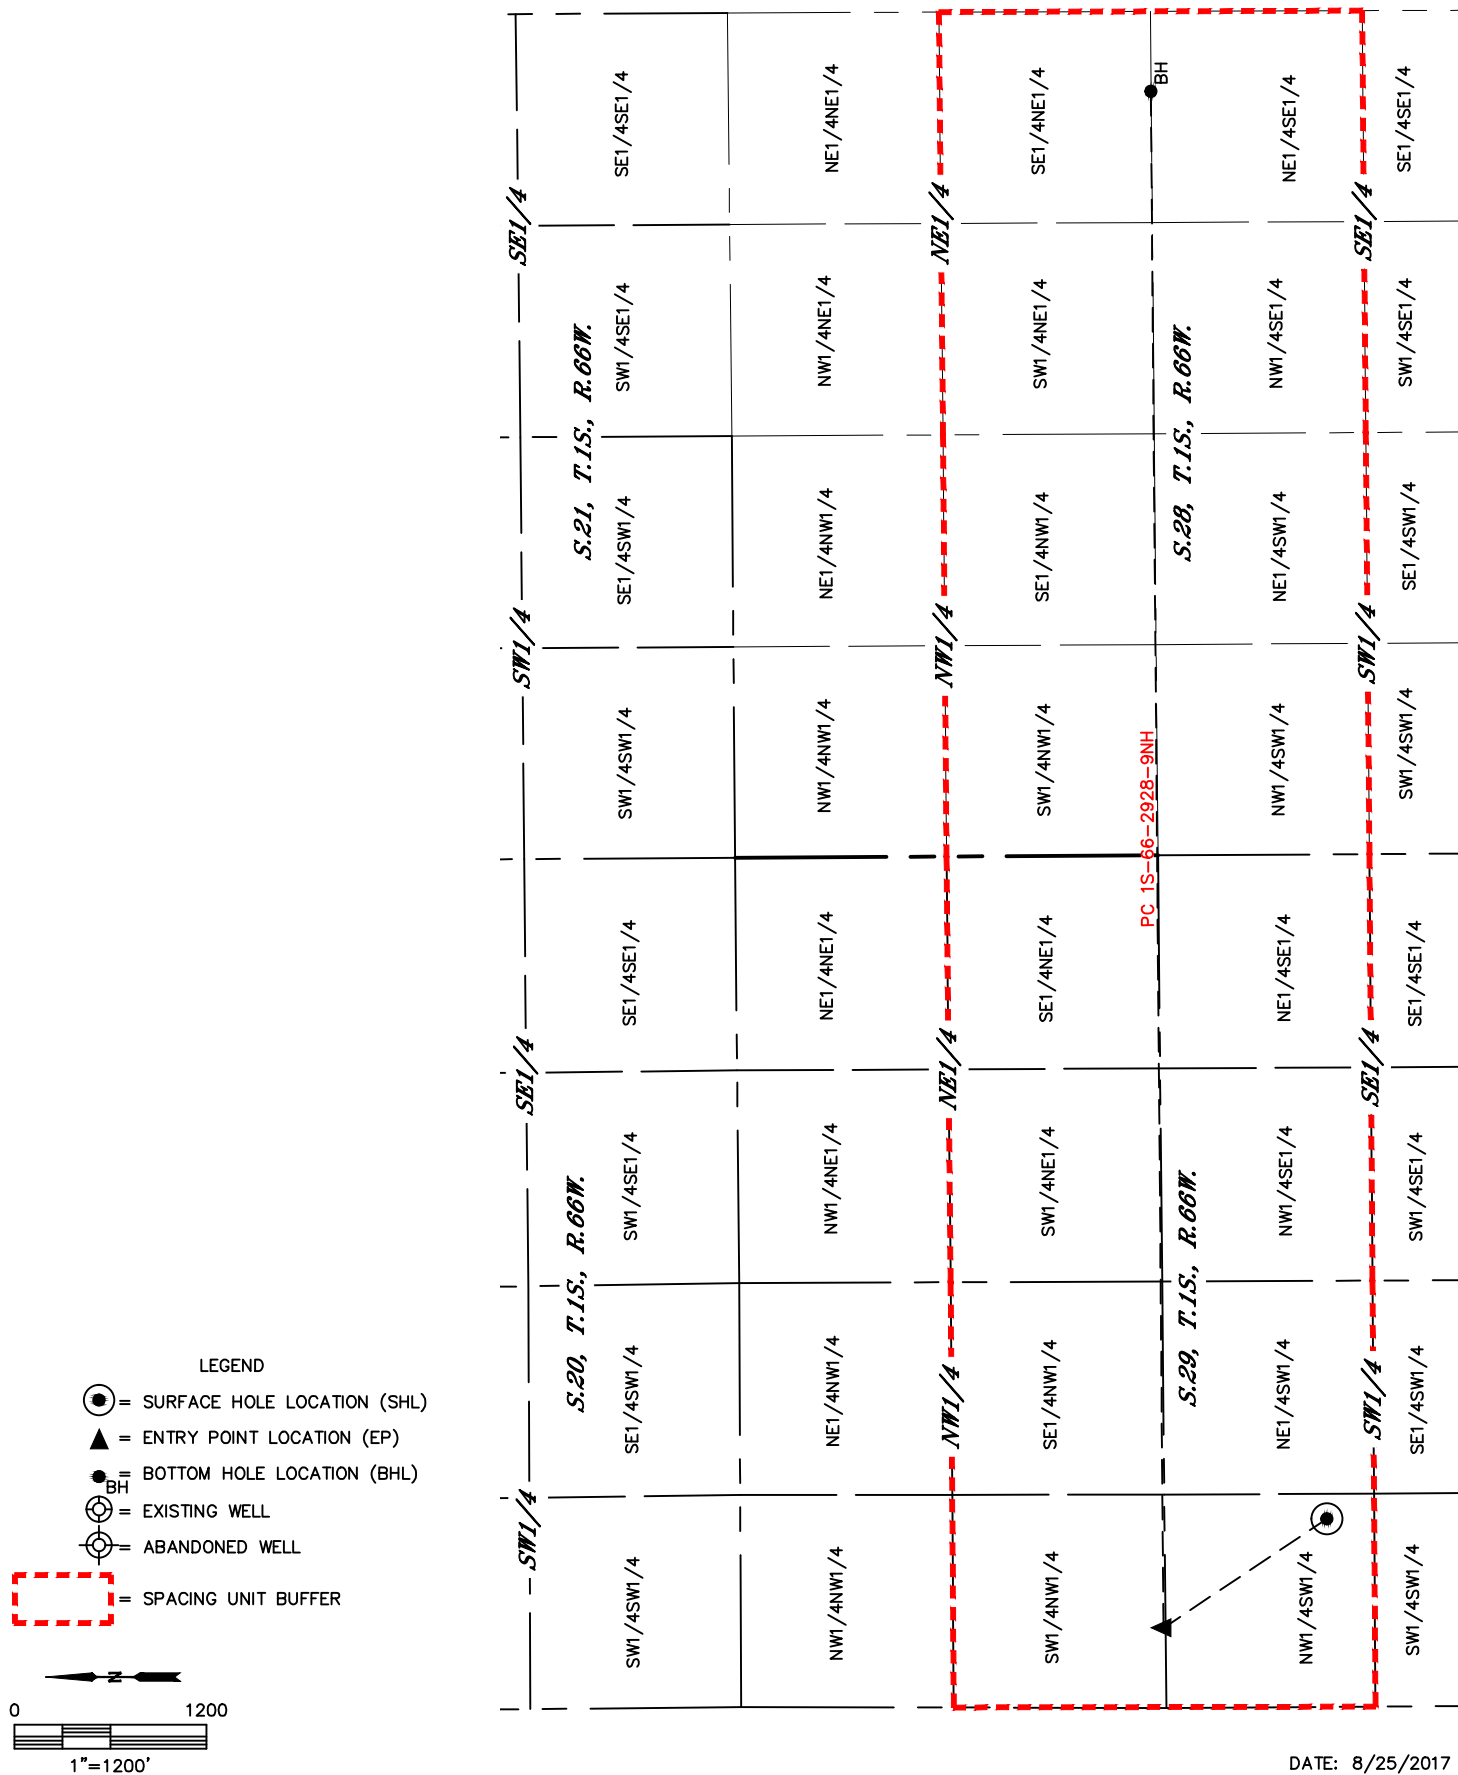 SE1/4SE1/4
NE1/4NE1/4
SE1/4NE1/4
BH
NE1/4SE1/4
SE1/4SE1/4
SE1/4
NE1/4
SE1/4
SW1/4SE1/4
NW1/4NE1/4
SW1/4NE1/4
NW1/4SE1/4
SW1/4SE1/4
S.21, T.1S., R.66W.
S.28, T.1S., R.66W.
SE1/4SW1/4
NE1/4NW1/4
SE1/4NW1/4
NE1/4SW1/4
SE1/4SW1/4
SW1/4
NW1/4
SW1/4
SW1/4SW1/4
NW1/4NW1/4
SW1/4NW1/4
NW1/4SW1/4
SW1/4SW1/4
PC 1S-66-2928-9NH
SE1/4SE1/4
NE1/4NE1/4
SE1/4NE1/4
NE1/4SE1/4
SE1/4SE1/4
SE1/4
NE1/4
SE1/4
SW1/4SE1/4
NW1/4NE1/4
SW1/4NE1/4
NW1/4SE1/4
SW1/4SE1/4
S.20, T.1S., R.66W.
S.29, T.1S., R.66W.
SE1/4SW1/4
NE1/4NW1/4
SE1/4NW1/4
NE1/4SW1/4
SE1/4SW1/4
SW1/4
NW1/4
SW1/4
SW1/4SW1/4
NW1/4NW1/4
SW1/4NW1/4
NW1/4SW1/4
SW1/4SW1/4
LEGEND
= SURFACE HOLE LOCATION (SHL)
= ENTRY POINT LOCATION (EP)
BH = BOTTOM HOLE LOCATION (BHL)
= EXISTING WELL
= ABANDONED WELL
= SPACING UNIT BUFFER
N
0 1200
1"=1200'
DATE: 8/25/2017